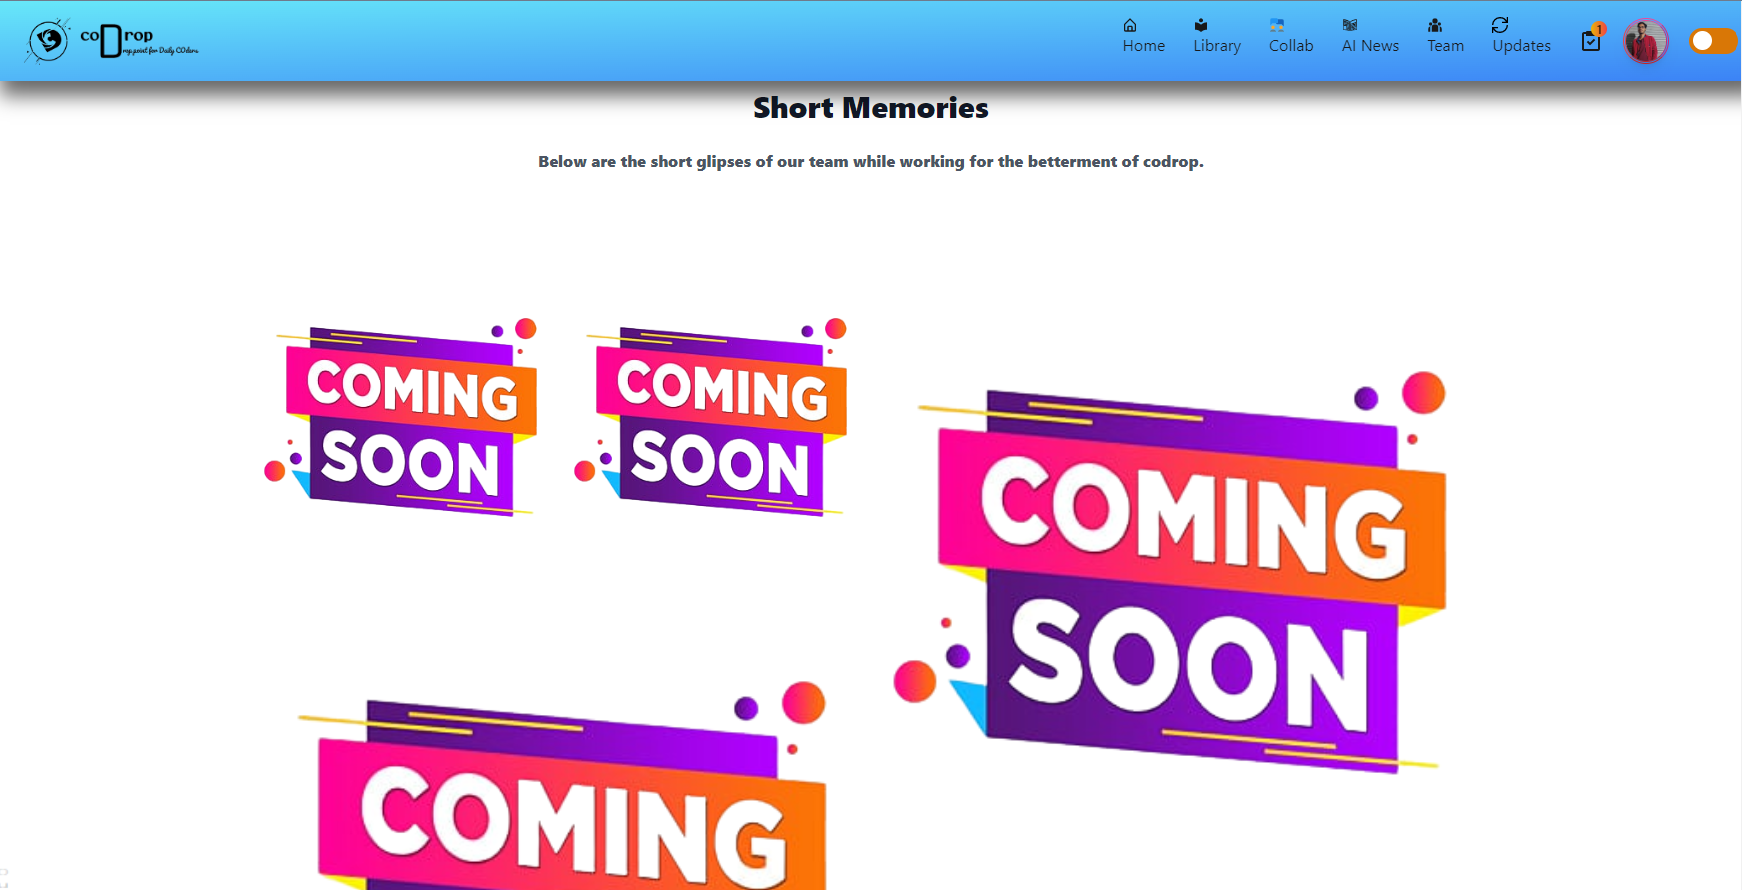 coDrop
Drop point for Daily COders
Home
Library
Collab
AI News
Team
Updates
1
Short Memories
Below are the short glipses of our team while working for the betterment of codrop.
COMING
SOON
COMING
SOON
COMING
SOON
COMING